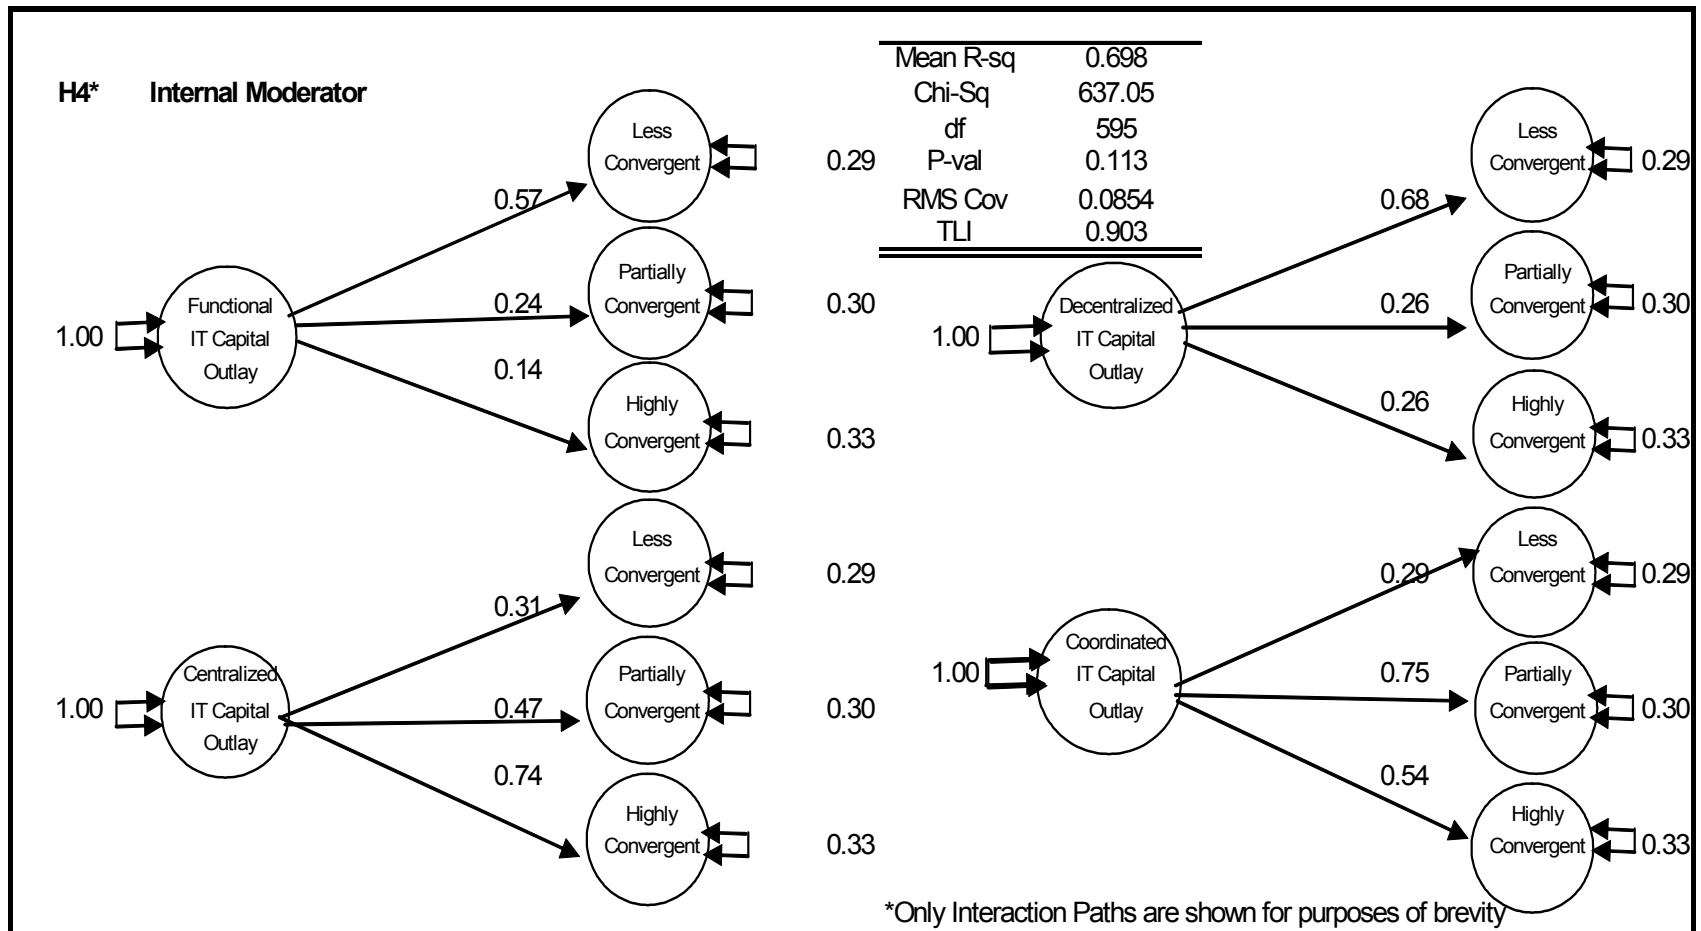 H4* Internal Moderator
Mean R-sq 0.698
Chi-Sq 637.05
df 595
P-val 0.113
RMS Cov 0.0854
TLI 0.903
1.00
Functional
IT Capital
Outlay
0.57
0.24
0.14
Less
Convergent
0.29
Partially
Convergent
0.30
Highly
Convergent
0.33
1.00
Decentralized
IT Capital
Outlay
0.68
0.26
0.26
Less
Convergent
0.29
Partially
Convergent
0.30
Highly
Convergent
0.33
1.00
Centralized
IT Capital
Outlay
0.31
0.47
0.74
Less
Convergent
0.29
Partially
Convergent
0.30
Highly
Convergent
0.33
1.00
Coordinated
IT Capital
Outlay
0.29
0.75
0.54
Less
Convergent
0.29
Partially
Convergent
0.30
Highly
Convergent
0.33
*Only Interaction Paths are shown for purposes of brevity